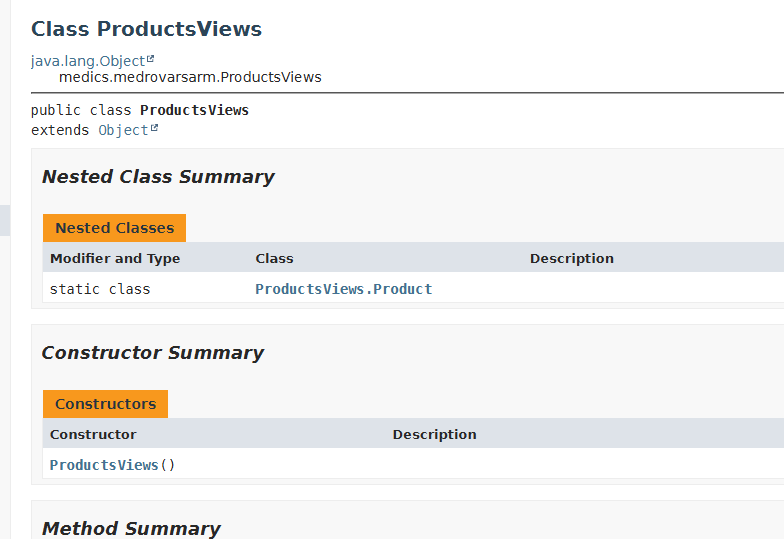 Class ProductsViews
java.lang.Object
medics.medrovarsarm.ProductsViews
public class ProductsViews
extends Object
Nested Class Summary
Nested Classes
Modifier and Type Class Description
static class ProductsViews.Product
Constructor Summary
Constructors
Constructor Description
ProductsViews()
Method Summary